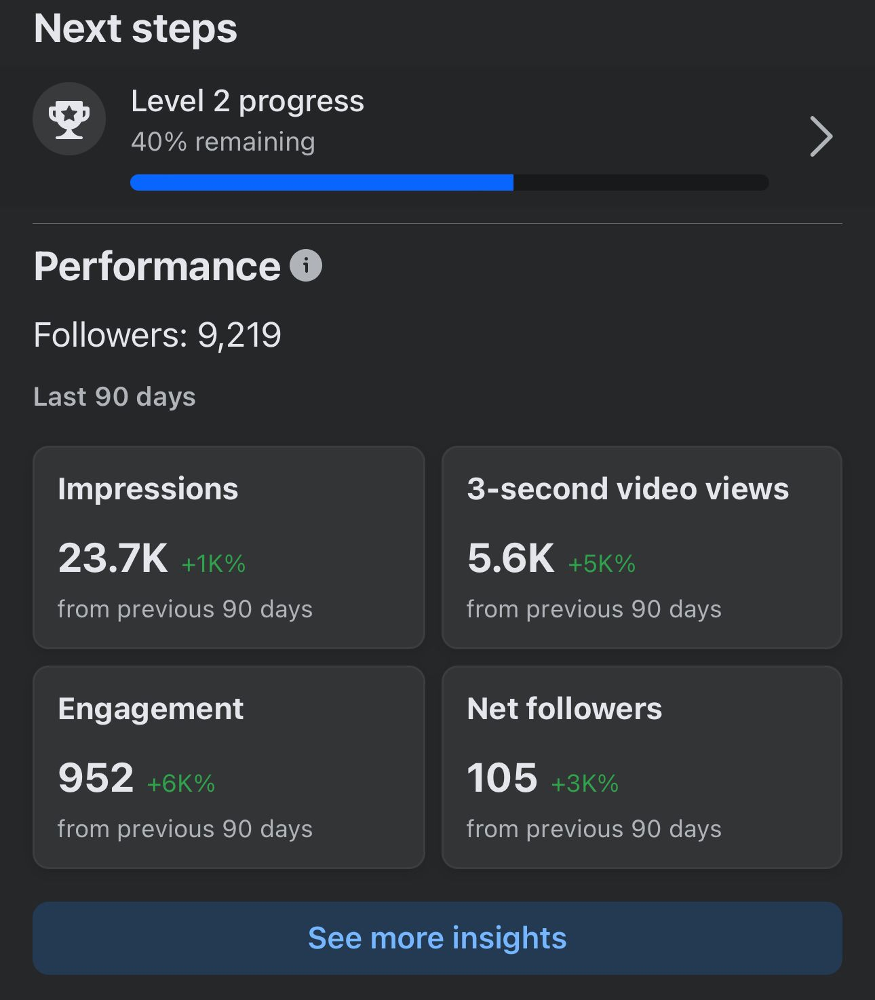 Next steps
Level 2 progress
40% remaining
Performance
Followers: 9,219
Last 90 days
Impressions
23.7K +1K%
from previous 90 days
3-second video views
5.6K +5K%
from previous 90 days
Engagement
952 +6K%
from previous 90 days
Net followers
105 +3K%
from previous 90 days
See more insights